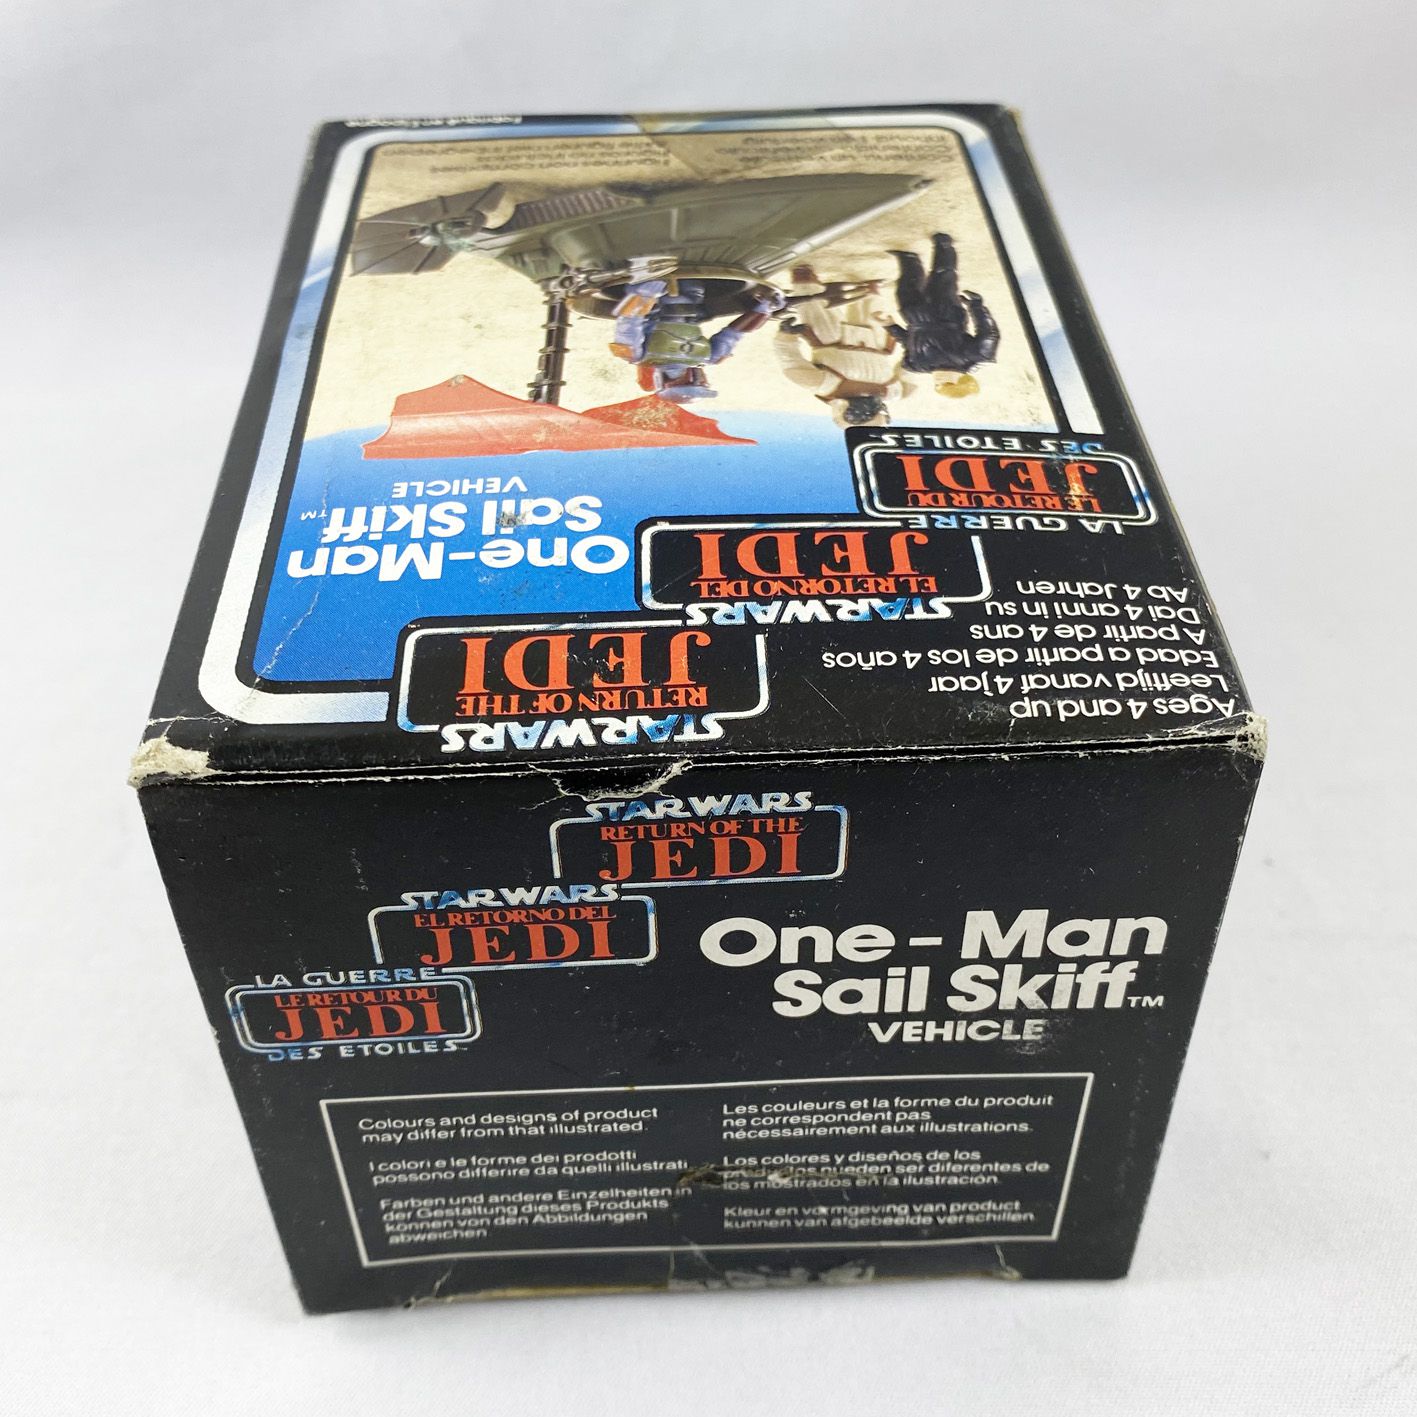 Ages 4 and up
Leeftijd vanaf 4 jaar
Edad a partir de los 4 años
A partir de 4 ans
Dai 4 anni in su
Ab 4 Jahren
STAR WARS
RETURN OF THE
JEDI
STAR WARS
EL RETORNO DEL
JEDI
LA GUERRE
LE RETOUR DU
JEDI
DES ETOILES
One-Man
Sail Skiff™
VEHICLE
Figurines non comprises
STAR WARS
RETURN OF THE
JEDI
STAR WARS
EL RETORNO DEL
JEDI
LA GUERRE
LE RETOUR DU
JEDI
DES ETOILES
One-Man
Sail Skiff™
VEHICLE
Colours and designs of product
may differ from that illustrated.
I colori e le forme dei prodotti
possono differire da quelli illustrati.
Farben und andere Einzelheiten in
der Gestaltung dieses Produkts
können von den Abbildungen
abweichen.
Les couleurs et la forme du produit
ne correspondent pas
nécessairement aux illustrations.
Los colores y diseños de los
productos pueden ser diferentes de
los mostrados en la ilustración.
Kleur en vormgeving van product
kunnen van afgebeelde verschillen.